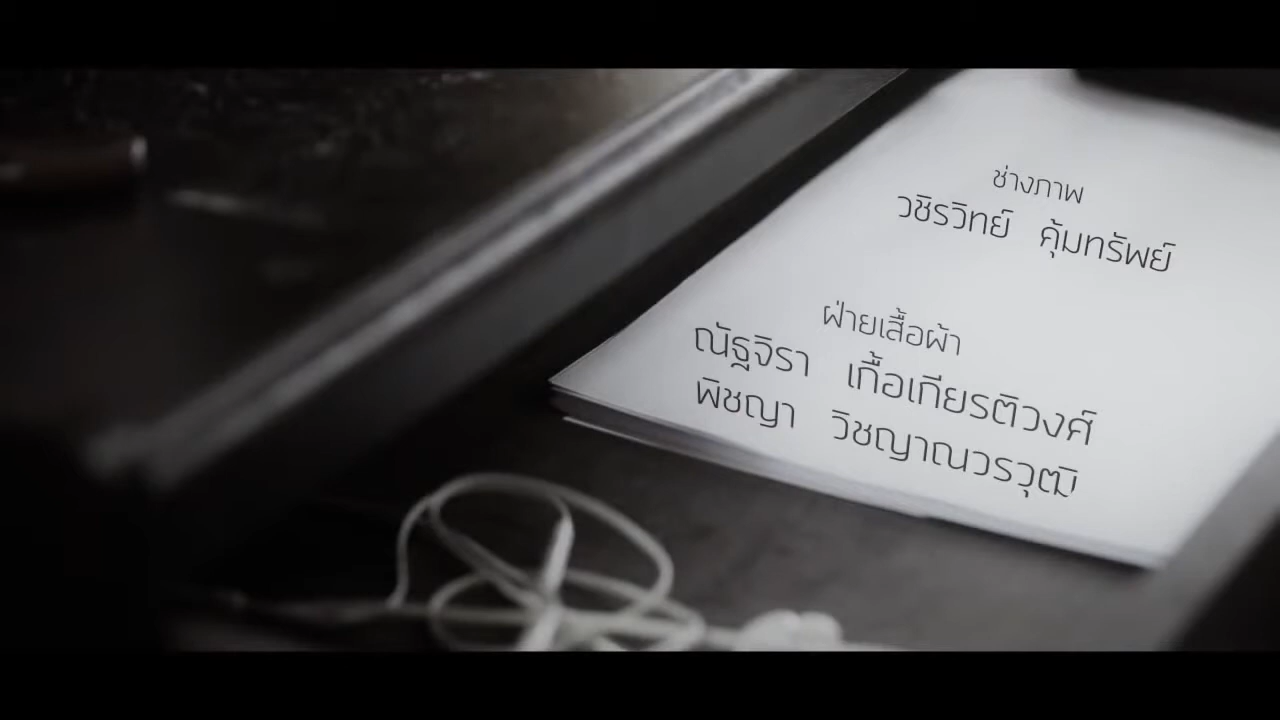 ช่างภาพ
วชิรวิทย์ คุ้มทรัพย์
ฝ่ายเสื้อผ้า
ณัฐจิรา เกื้อเกียรติวงศ์
พิชญา วิชญาณวรวุฒิ